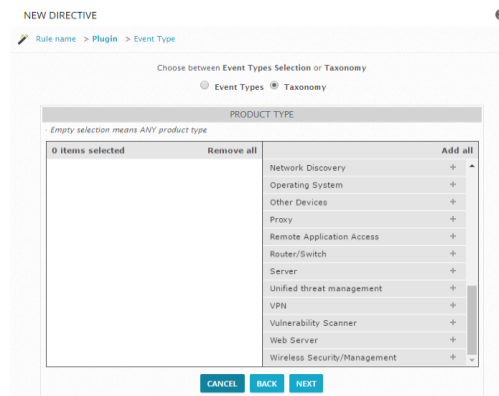 NEW DIRECTIVE
Rule name > Plugin > Event Type
Choose between Event Types Selection or Taxonomy
Event Types Taxonomy
PRODUCT TYPE
- Empty selection means ANY product type
0 items selected Remove all Add all
Network Discovery +
Operating System +
Other Devices +
Proxy +
Remote Application Access +
Router/Switch +
Server +
Unified threat management +
VPN +
Vulnerability Scanner +
Web Server +
Wireless Security/Management +
CANCEL BACK NEXT